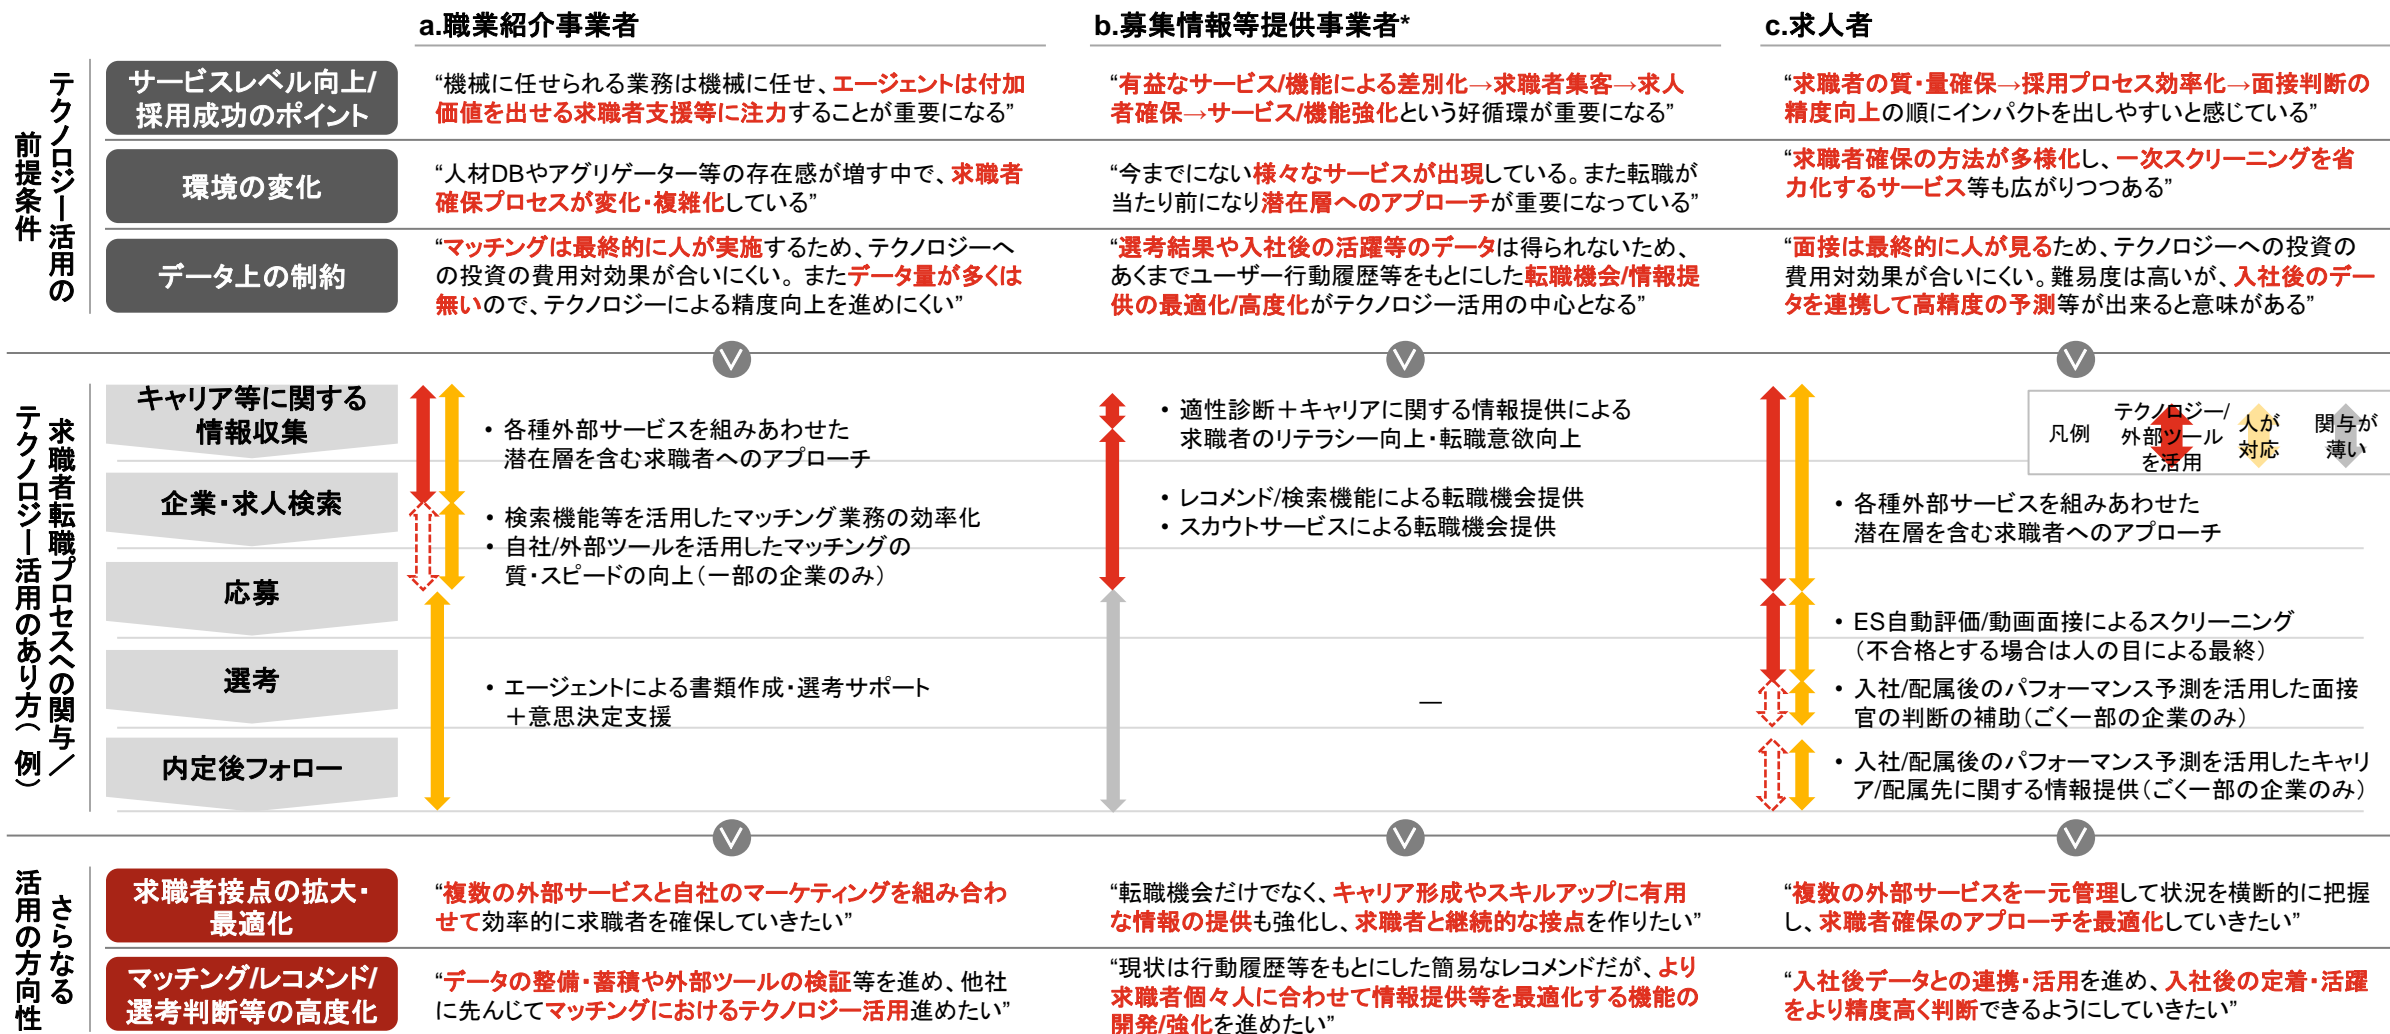 a.職業紹介事業者
b.募集情報等提供事業者*
c.求人者
テクノロジー活用の
前提条件
サービスレベル向上/
採用成功のポイント
“機械に任せられる業務は機械に任せ、エージェントは付加
価値を出せる求職者支援等に注力することが重要になる”
“有益なサービス/機能による差別化→求職者集客→求人
者確保→サービス/機能強化という好循環が重要になる”
“求職者の質・量確保→採用プロセス効率化→面接判断の
精度向上の順にインパクトを出しやすいと感じている”
環境の変化
“人材DBやアグリゲーター等の存在感が増す中で、求職者
確保プロセスが変化・複雑化している”
“今までにない様々なサービスが出現している。また転職が
当たり前になり潜在層へのアプローチが重要になっている”
“求職者確保の方法が多様化し、一次スクリーニングを省
力化するサービス等も広がりつつある”
データ上の制約
“マッチングは最終的に人が実施するため、テクノロジーへ
の投資の費用対効果が合いにくい。またデータ量が多くは
無いので、テクノロジーによる精度向上を進めにくい”
“選考結果や入社後の活躍等のデータは得られないため、
あくまでユーザー行動履歴等をもとにした転職機会/情報提
供の最適化/高度化がテクノロジー活用の中心となる”
“面接は最終的に人が見るため、テクノロジーへの投資の
費用対効果が合いにくい。難易度は高いが、入社後のデー
タを連携して高精度の予測等が出来ると意味がある”
求職者転職プロセスへの関与／
テクノロジー活用のあり方（例）
キャリア等に関する
情報収集
企業・求人検索
応募
選考
内定後フォロー
• 各種外部サービスを組みあわせた
潜在層を含む求職者へのアプローチ
• 検索機能等を活用したマッチング業務の効率化
• 自社/外部ツールを活用したマッチングの
質・スピードの向上（一部の企業のみ）
• エージェントによる書類作成・選考サポート
＋意思決定支援
• 適性診断＋キャリアに関する情報提供による
求職者のリテラシー向上・転職意欲向上
• レコメンド/検索機能による転職機会提供
• スカウトサービスによる転職機会提供
―
凡例
テクノロジー/
外部ツール
を活用
人が
対応
関与が
薄い
• 各種外部サービスを組みあわせた
潜在層を含む求職者へのアプローチ
• ES自動評価/動画面接によるスクリーニング
（不合格とする場合は人の目による最終）
• 入社/配属後のパフォーマンス予測を活用した面接
官の判断の補助（ごく一部の企業のみ）
• 入社/配属後のパフォーマンス予測を活用したキャリ
ア/配属先に関する情報提供（ごく一部の企業のみ）
さらなる
活用の方向性
求職者接点の拡大・
最適化
“複数の外部サービスと自社のマーケティングを組み合わ
せて効率的に求職者を確保していきたい”
“転職機会だけでなく、キャリア形成やスキルアップに有用
な情報の提供も強化し、求職者と継続的な接点を作りたい”
“複数の外部サービスを一元管理して状況を横断的に把握
し、求職者確保のアプローチを最適化していきたい”
マッチング/レコメンド/
選考判断等の高度化
“データの整備・蓄積や外部ツールの検証等を進め、他社
に先んじてマッチングにおけるテクノロジー活用進めたい”
“現状は行動履歴等をもとにした簡易なレコメンドだが、より
求職者個々人に合わせて情報提供等を最適化する機能の
開発/強化を進めたい”
“入社後データとの連携・活用を進め、入社後の定着・活躍
をより精度高く判断できるようにしていきたい”